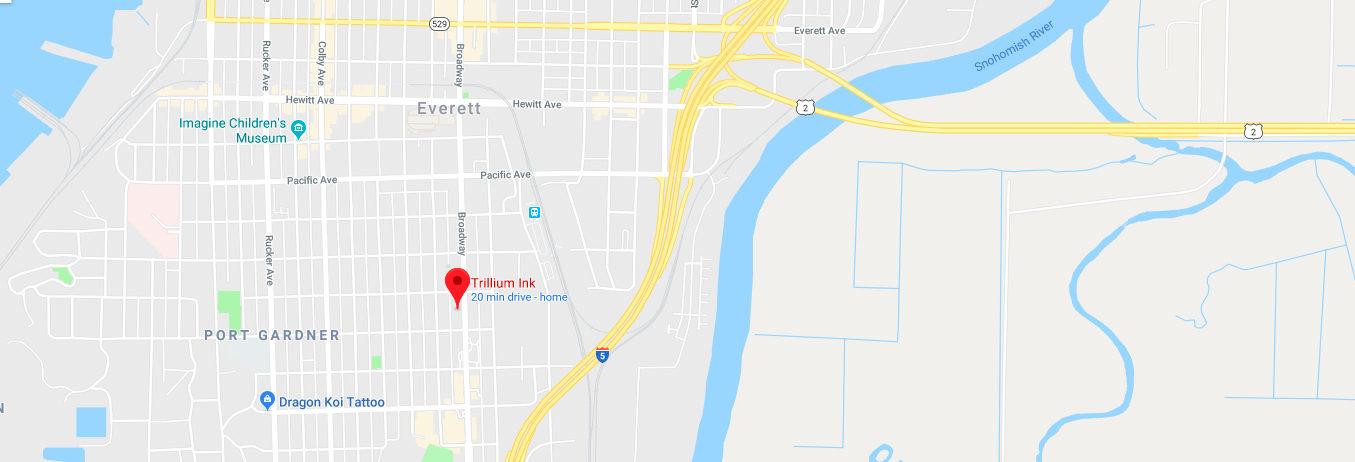 St
529
Everett Ave
Rucker Ave
Colby Ave
Broadway
Snohomish River
Hewitt Ave
Everett
Hewitt Ave
2
2
Imagine Children's
Museum
Pacific Ave
Pacific Ave
Broadway
Rucker Ave
Trillium Ink
20 min drive - home
PORT GARDNER
5
Dragon Koi Tattoo
N